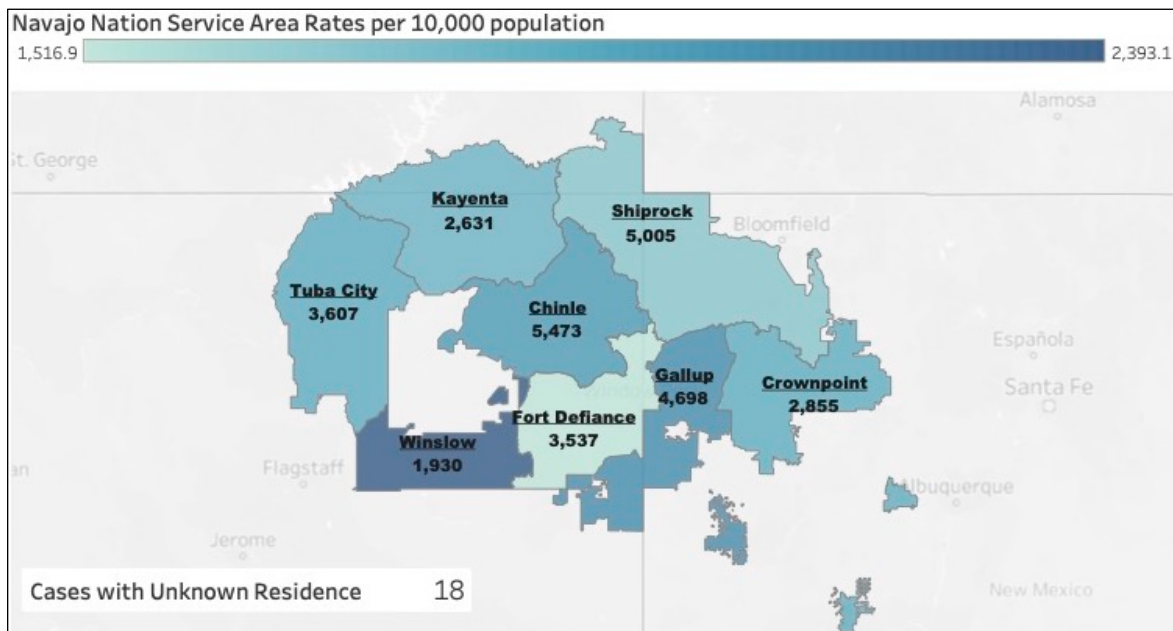 Navajo Nation Service Area Rates per 10,000 population
1,516.9
2,393.1
Alamosa
St. George
Kayenta
2,631
Shiprock
5,005
Bloomfield
Tuba City
3,607
Chinle
5,473
Española
Gallup
4,698
Crownpoint
2,855
Santa Fe
Fort Defiance
3,537
Winslow
1,930
Flagstaff
Albuquerque
Jerome
Cases with Unknown Residence 18
New Mexico